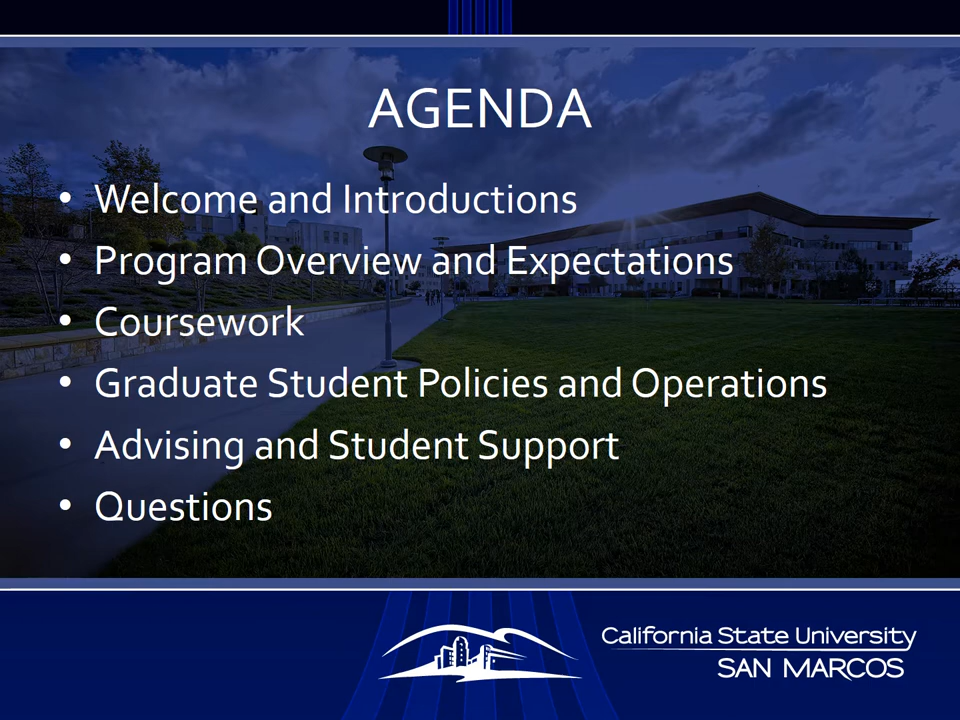 AGENDA
• Welcome and Introductions
• Program Overview and Expectations
• Coursework
• Graduate Student Policies and Operations
• Advising and Student Support
• Questions
California State University
SAN MARCOS